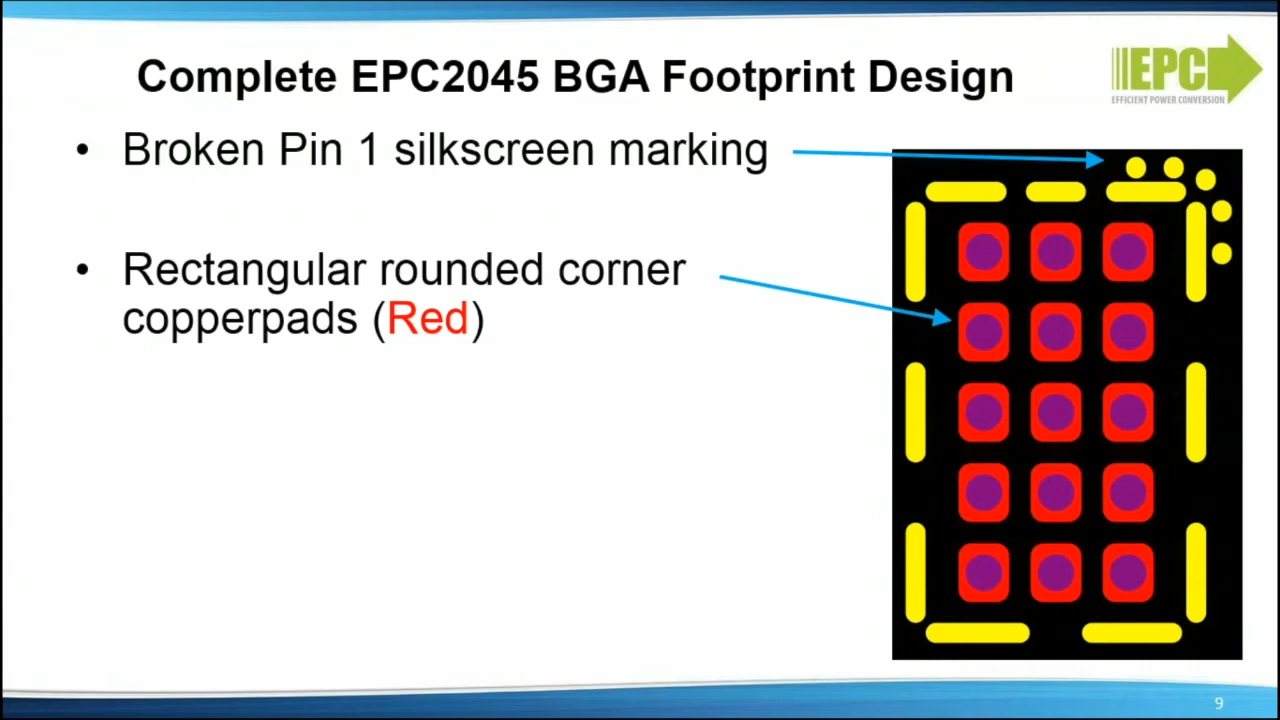 Complete EPC2045 BGA Footprint Design
EPC
EFFICIENT POWER CONVERSION
• Broken Pin 1 silkscreen marking
• Rectangular rounded corner
copperpads (Red)
9